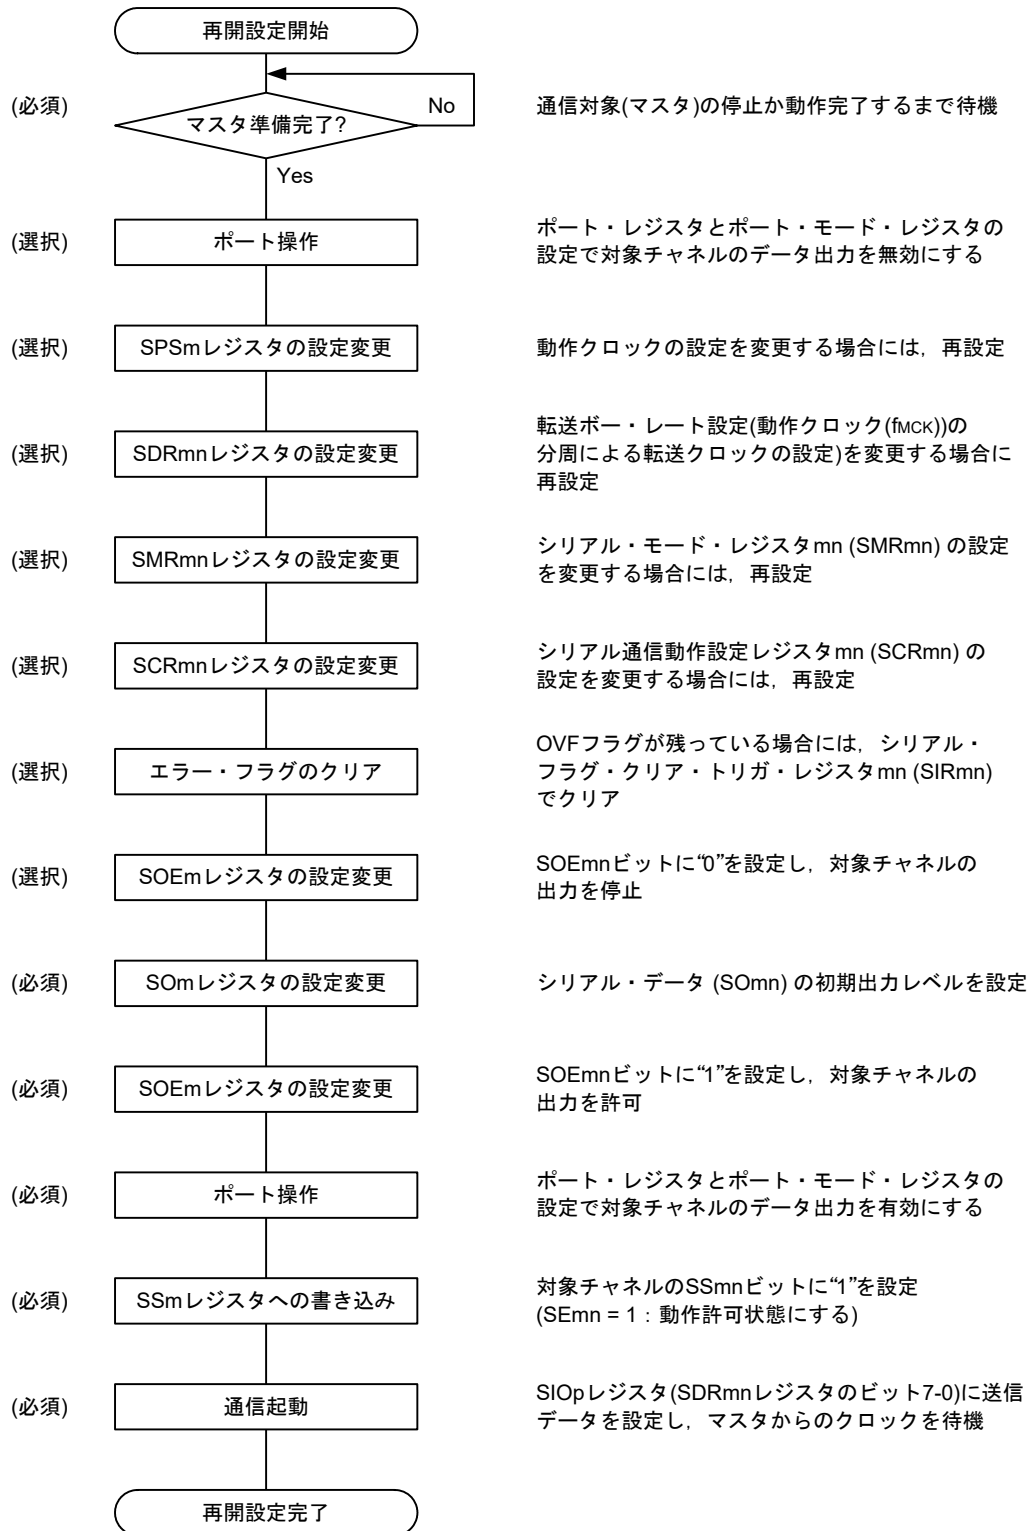 再開設定開始
(必須)
マスタ準備完了?
No
通信対象(マスタ)の停止か動作完了するまで待機
Yes
(選択)
ポート操作
ポート・レジスタとポート・モード・レジスタの
設定で対象チャネルのデータ出力を無効にする
(選択)
SPSmレジスタの設定変更
動作クロックの設定を変更する場合には，再設定
(選択)
SDRmnレジスタの設定変更
転送ボー・レート設定(動作クロック(fMCK))の
分周による転送クロックの設定)を変更する場合に
再設定
(選択)
SMRmnレジスタの設定変更
シリアル・モード・レジスタmn (SMRmn) の設定
を変更する場合には，再設定
(選択)
SCRmnレジスタの設定変更
シリアル通信動作設定レジスタmn (SCRmn) の
設定を変更する場合には，再設定
(選択)
エラー・フラグのクリア
OVFフラグが残っている場合には，シリアル・
フラグ・クリア・トリガ・レジスタmn (SIRmn)
でクリア
(選択)
SOEmレジスタの設定変更
SOEmnビットに“0”を設定し，対象チャネルの
出力を停止
(必須)
SOmレジスタの設定変更
シリアル・データ (SOmn) の初期出力レベルを設定
(必須)
SOEmレジスタの設定変更
SOEmnビットに“1”を設定し，対象チャネルの
出力を許可
(必須)
ポート操作
ポート・レジスタとポート・モード・レジスタの
設定で対象チャネルのデータ出力を有効にする
(必須)
SSmレジスタへの書き込み
対象チャネルのSSmnビットに“1”を設定
(SEmn = 1：動作許可状態にする)
(必須)
通信起動
SIOpレジスタ(SDRmnレジスタのビット7-0)に送信
データを設定し，マスタからのクロックを待機
再開設定完了